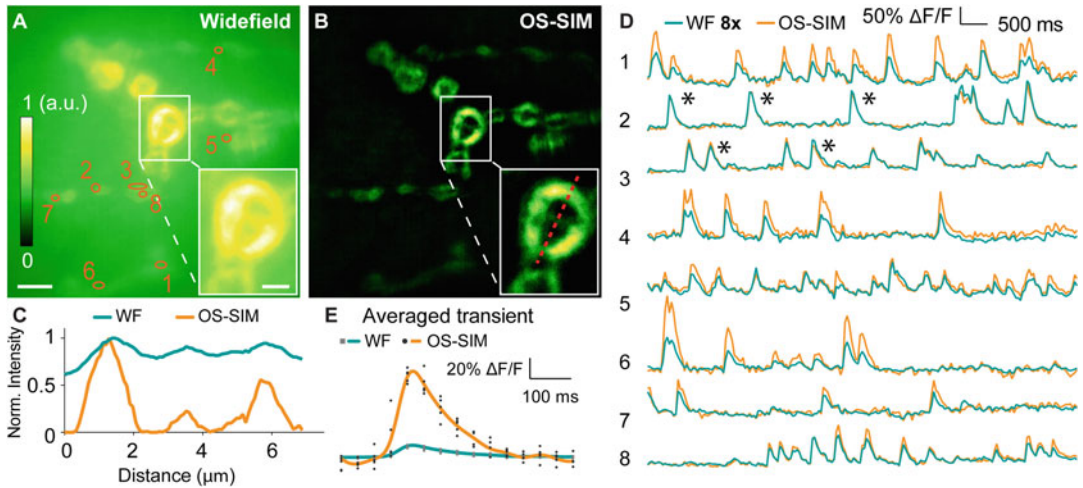 A Widefield
1 (a.u.)
0
4
5
2 3
7 8
6 1
B OS-SIM
C WF OS-SIM
Norm. Intensity
1
0.5
0
0 2 4 6
Distance (μm)
E Averaged transient
WF OS-SIM
20% ΔF/F
100 ms
D WF 8x OS-SIM
50% ΔF/F
500 ms
1
2 * * *
3 * *
4
5
6
7
8